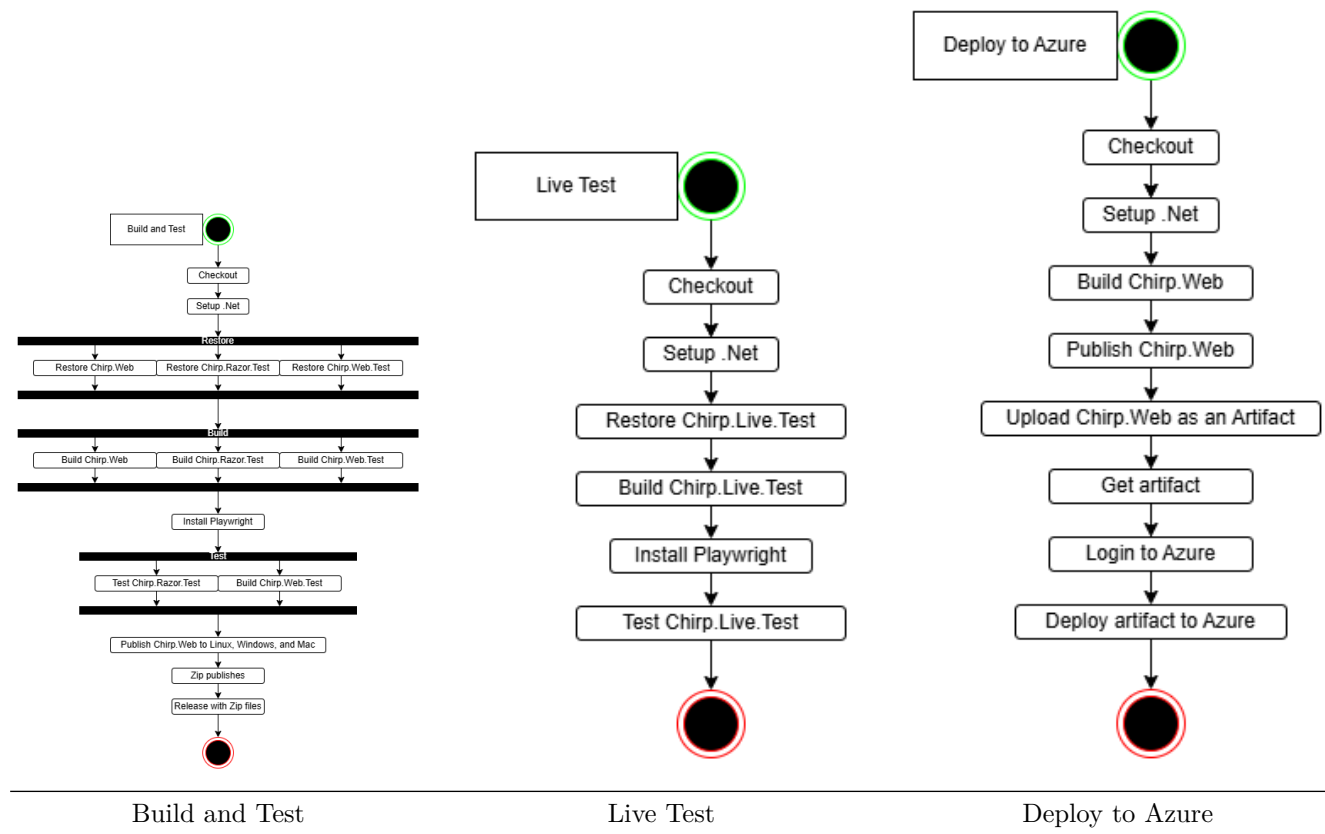 Build and Test
Checkout
Setup .Net
Restore
Restore Chirp.Web
Restore Chirp.Razor.Test
Restore Chirp.Web.Test
Build
Build Chirp.Web
Build Chirp.Razor.Test
Build Chirp.Web.Test
Install Playwright
Test
Test Chirp.Razor.Test
Build Chirp.Web.Test
Publish Chirp.Web to Linux, Windows, and Mac
Zip publishes
Release with Zip files
Live Test
Checkout
Setup .Net
Restore Chirp.Live.Test
Build Chirp.Live.Test
Install Playwright
Test Chirp.Live.Test
Deploy to Azure
Checkout
Setup .Net
Build Chirp.Web
Publish Chirp.Web
Upload Chirp.Web as an Artifact
Get artifact
Login to Azure
Deploy artifact to Azure
Build and Test
Live Test
Deploy to Azure